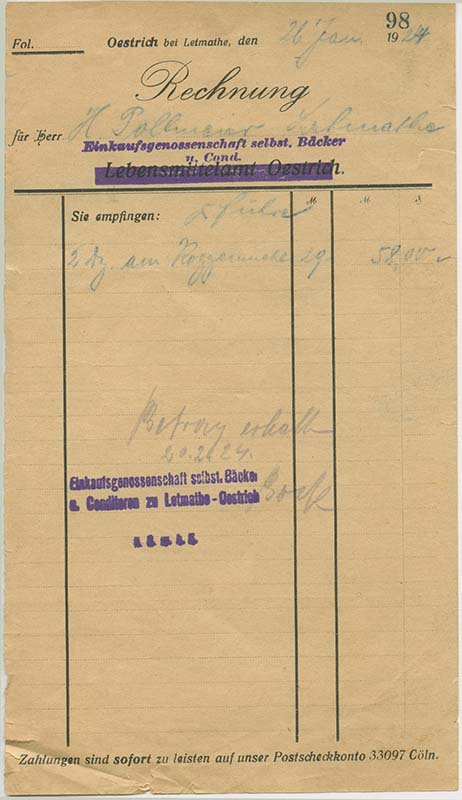 98
Fol. Oestrich bei Letmathe, den 26 Jan. 1924
Rechnung
für Herr H. Pollmeier Letmathe
Einkaufsgenossenschaft selbst. Bäcker
u. Cond.
Lebensmittelamt Oestrich.
M M S
Sie empfingen:
2 Dz. am 29. 58,00
Betrag erhalten
20.2.24.
Einkaufsgenossenschaft selbst. Bäcker
u. Conditoren zu Letmathe-Oestrich
Zahlungen sind sofort zu leisten auf unser Postscheckkonto 33097 Cöln.